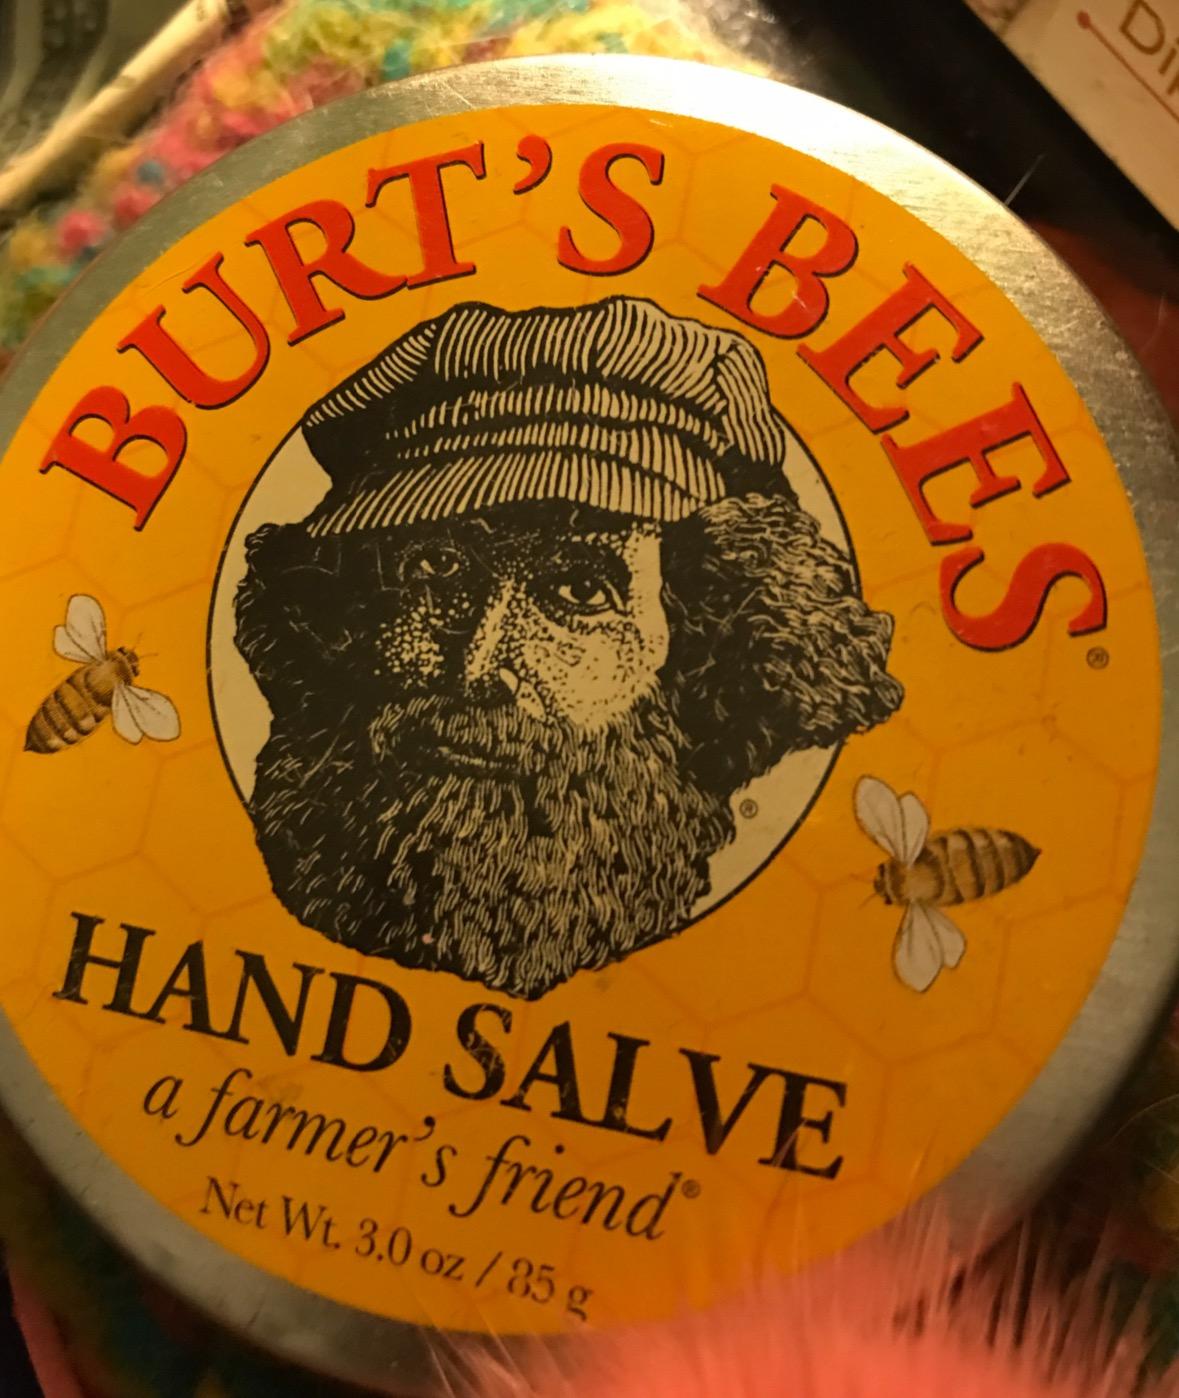 BURT'S BEES®
®
HAND SALVE
a farmer's friend®
Net Wt. 3.0 oz / 85 g